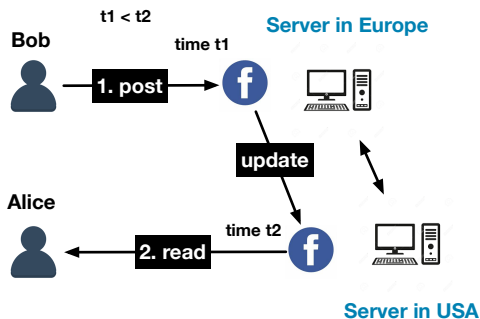 t1 < t2
Bob
time t1
Server in Europe
1. post
f
update
Alice
time t2
2. read
f
Server in USA